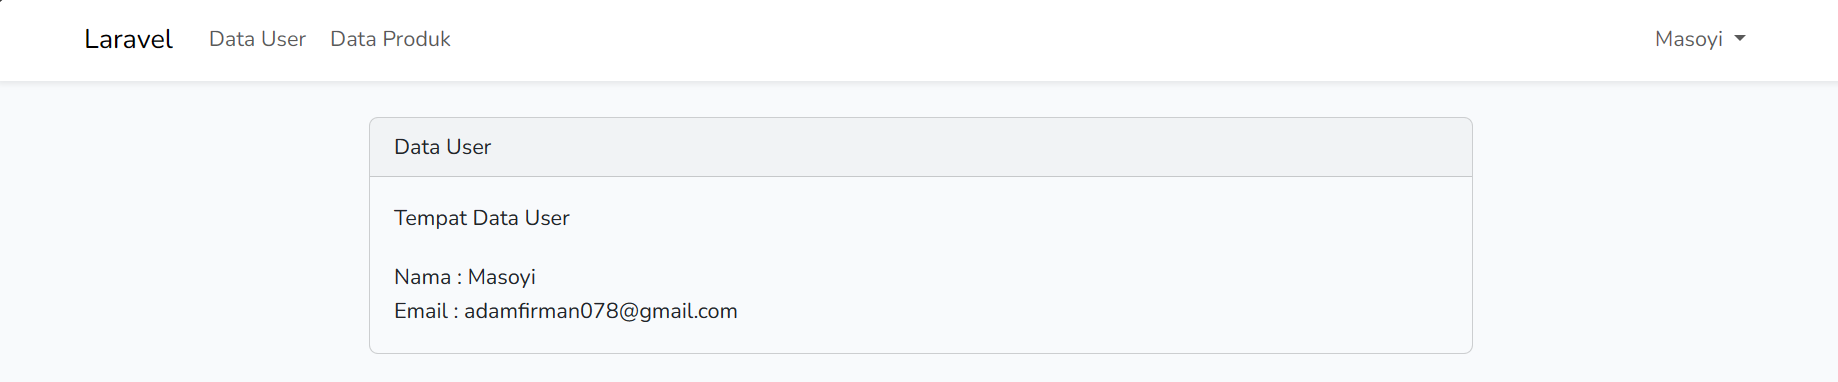 Laravel Data User Data Produk Masoyi
Data User
Tempat Data User
Nama : Masoyi
Email : adamfirman078@gmail.com